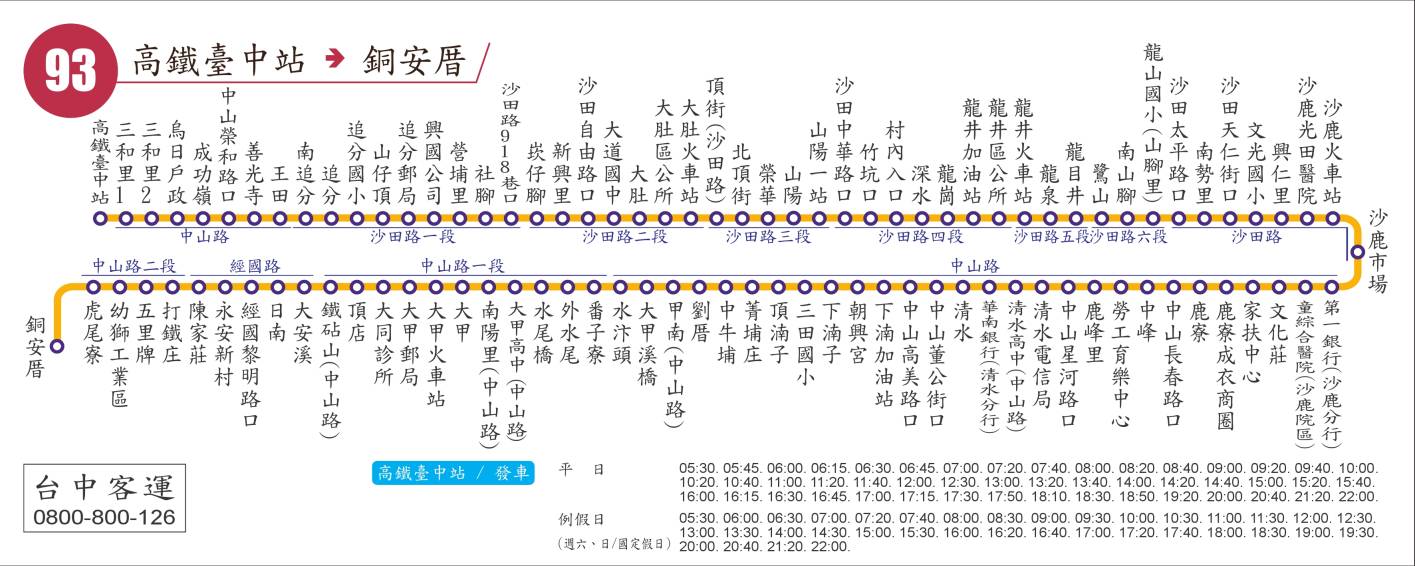 93
高鐵臺中站 ➔ 銅安厝
高鐵臺中站
三和里1
三和里2
烏日戶政
成功嶺
中山榮和路口
善光寺
王田
南追分
追分
追分國小
山仔頂
追分郵局
興國公司
營埔里
社腳
沙田路918巷口
崁仔腳
新興里
沙田自由路口
大道國中
大肚
大肚區公所
大肚火車站
頂街(沙田路)
北頂街
榮華
山陽
山陽一站
沙田中華路口
竹坑口
村內入口
深水
龍崗
龍井加油站
龍井區公所
龍井火車站
龍泉
龍目井
鷺山
南山腳
龍山國小(山腳里)
沙田太平路口
南勢里
沙田天仁街口
文光國小
興仁里
沙鹿光田醫院
沙鹿火車站
中山路
沙田路一段
沙田路二段
沙田路三段
沙田路四段
沙田路五段
沙田路六段
沙田路
沙鹿市場
中山路二段
經國路
中山路一段
中山路
銅安厝
虎尾寮
幼獅工業區
五里牌
打鐵庄
陳家莊
永安新村
經國黎明路口
日南
大安溪
鐵砧山(中山路)
頂店
大同診所
大甲郵局
大甲火車站
大甲
南陽里(中山路)
大甲高中(中山路)
水尾橋
外水尾
番子寮
水汴頭
大甲溪橋
甲南(中山路)
劉厝
中牛埔
菁埔庄
頂湳子
三田國小
下湳子
朝興宮
下湳加油站
中山高美路口
中山董公街口
清水
華南銀行(清水分行)
清水高中(中山路)
清水電信局
中山星河路口
鹿峰里
勞工育樂中心
中峰
中山長春路口
鹿寮
鹿寮成衣商圈
家扶中心
文化莊
童綜合醫院(沙鹿院區)
第一銀行(沙鹿分行)
台中客運
0800-800-126
高鐵臺中站 / 發車
平 日
05:30. 05:45. 06:00. 06:15. 06:30. 06:45. 07:00. 07:20. 07:40. 08:00. 08:20. 08:40. 09:00. 09:20. 09:40. 10:00.
10:20. 10:40. 11:00. 11:20. 11:40. 12:00. 12:30. 13:00. 13:20. 13:40. 14:00. 14:20. 14:40. 15:00. 15:20. 15:40.
16:00. 16:15. 16:30. 16:45. 17:00. 17:15. 17:30. 17:50. 18:10. 18:30. 18:50. 19:20. 20:00. 20:40. 21:20. 22:00.
例假日
(週六、日/國定假日)
05:30. 06:00. 06:30. 07:00. 07:20. 07:40. 08:00. 08:30. 09:00. 09:30. 10:00. 10:30. 11:00. 11:30. 12:00. 12:30.
13:00. 13:30. 14:00. 14:30. 15:00. 15:30. 16:00. 16:20. 16:40. 17:00. 17:20. 17:40. 18:00. 18:30. 19:00. 19:30.
20:00. 20:40. 21:20. 22:00.